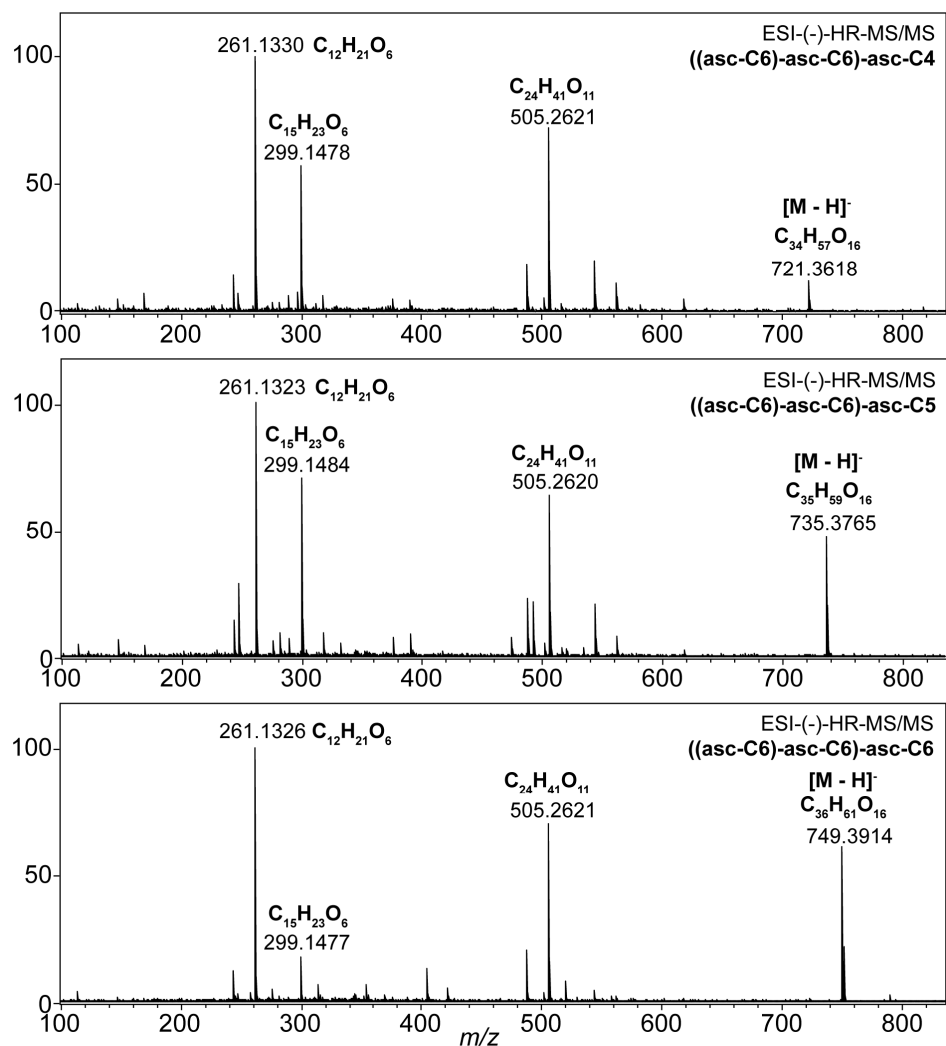 ESI-(-)-HR-MS/MS
((asc-C6)-asc-C6)-asc-C4
100
50
0
261.1330 C₁₂H₂₁O₆
C₁₅H₂₃O₆
299.1478
C₂₄H₄₁O₁₁
505.2621
[M - H]⁻
C₃₄H₅₇O₁₆
721.3618
100 200 300 400 500 600 700 800
ESI-(-)-HR-MS/MS
((asc-C6)-asc-C6)-asc-C5
100
50
0
261.1323 C₁₂H₂₁O₆
C₁₅H₂₃O₆
299.1484
C₂₄H₄₁O₁₁
505.2620
[M - H]⁻
C₃₅H₅₉O₁₆
735.3765
100 200 300 400 500 600 700 800
ESI-(-)-HR-MS/MS
((asc-C6)-asc-C6)-asc-C6
100
50
0
261.1326 C₁₂H₂₁O₆
C₁₅H₂₃O₆
299.1477
C₂₄H₄₁O₁₁
505.2621
[M - H]⁻
C₃₆H₆₁O₁₆
749.3914
100 200 300 400 500 600 700 800
m/z